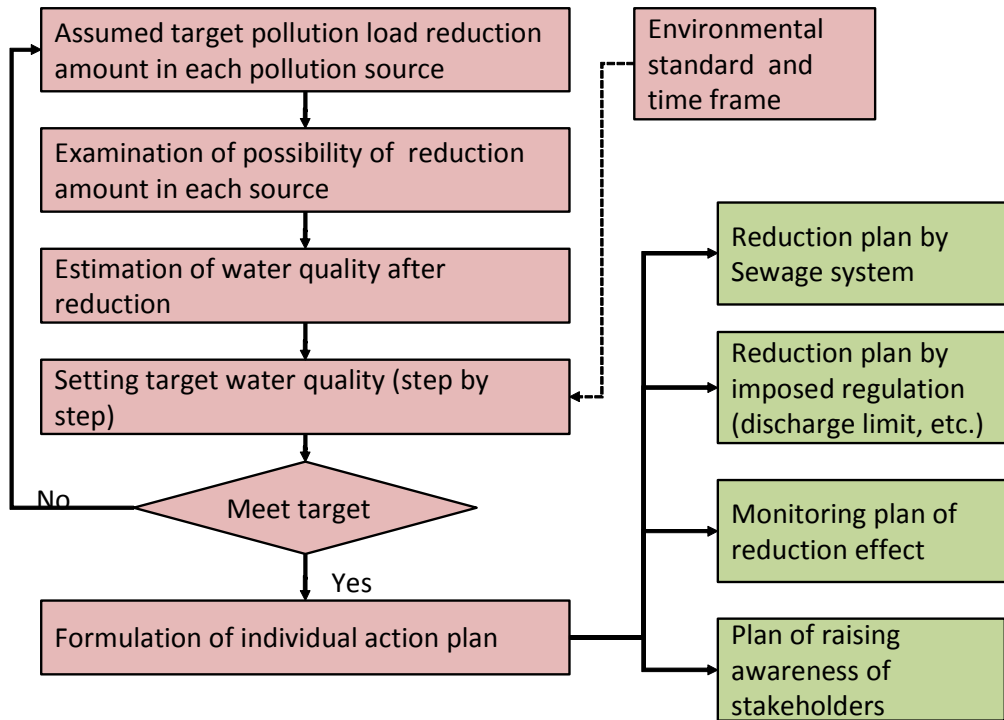 Assumed target pollution load reduction
amount in each pollution source
Environmental
standard and
time frame
Examination of possibility of reduction
amount in each source
Estimation of water quality after
reduction
Setting target water quality (step by
step)
No
Meet target
Yes
Formulation of individual action plan
Reduction plan by
Sewage system
Reduction plan by
imposed regulation
(discharge limit, etc.)
Monitoring plan of
reduction effect
Plan of raising
awareness of
stakeholders